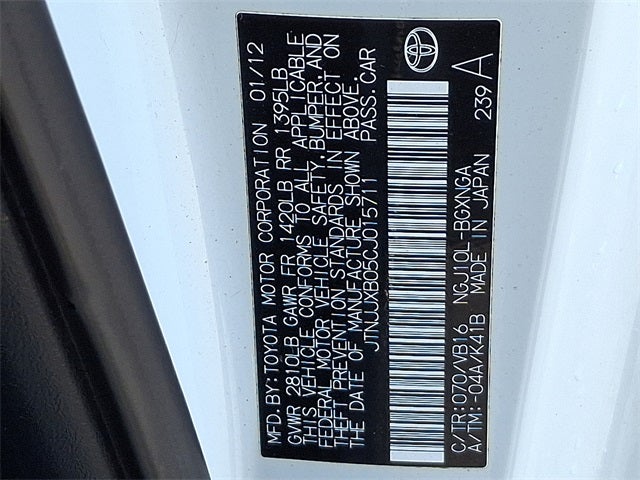 MFD. BY: TOYOTA MOTOR CORPORATION 01/12
GVWR 2810LB GAWR FR 1420LB RR 1395LB
THIS VEHICLE CONFORMS TO ALL APPLICABLE
FEDERAL MOTOR VEHICLE SAFETY, BUMPER, AND
THEFT PREVENTION STANDARDS IN EFFECT ON
THE DATE OF MANUFACTURE SHOWN ABOVE.
JTNJJXB05CJ015711 PASS. CAR
C/TR: 070/VB16 NGJ10L-BGXNGA 239 A
A/TM: -04A/K41B MADE IN JAPAN